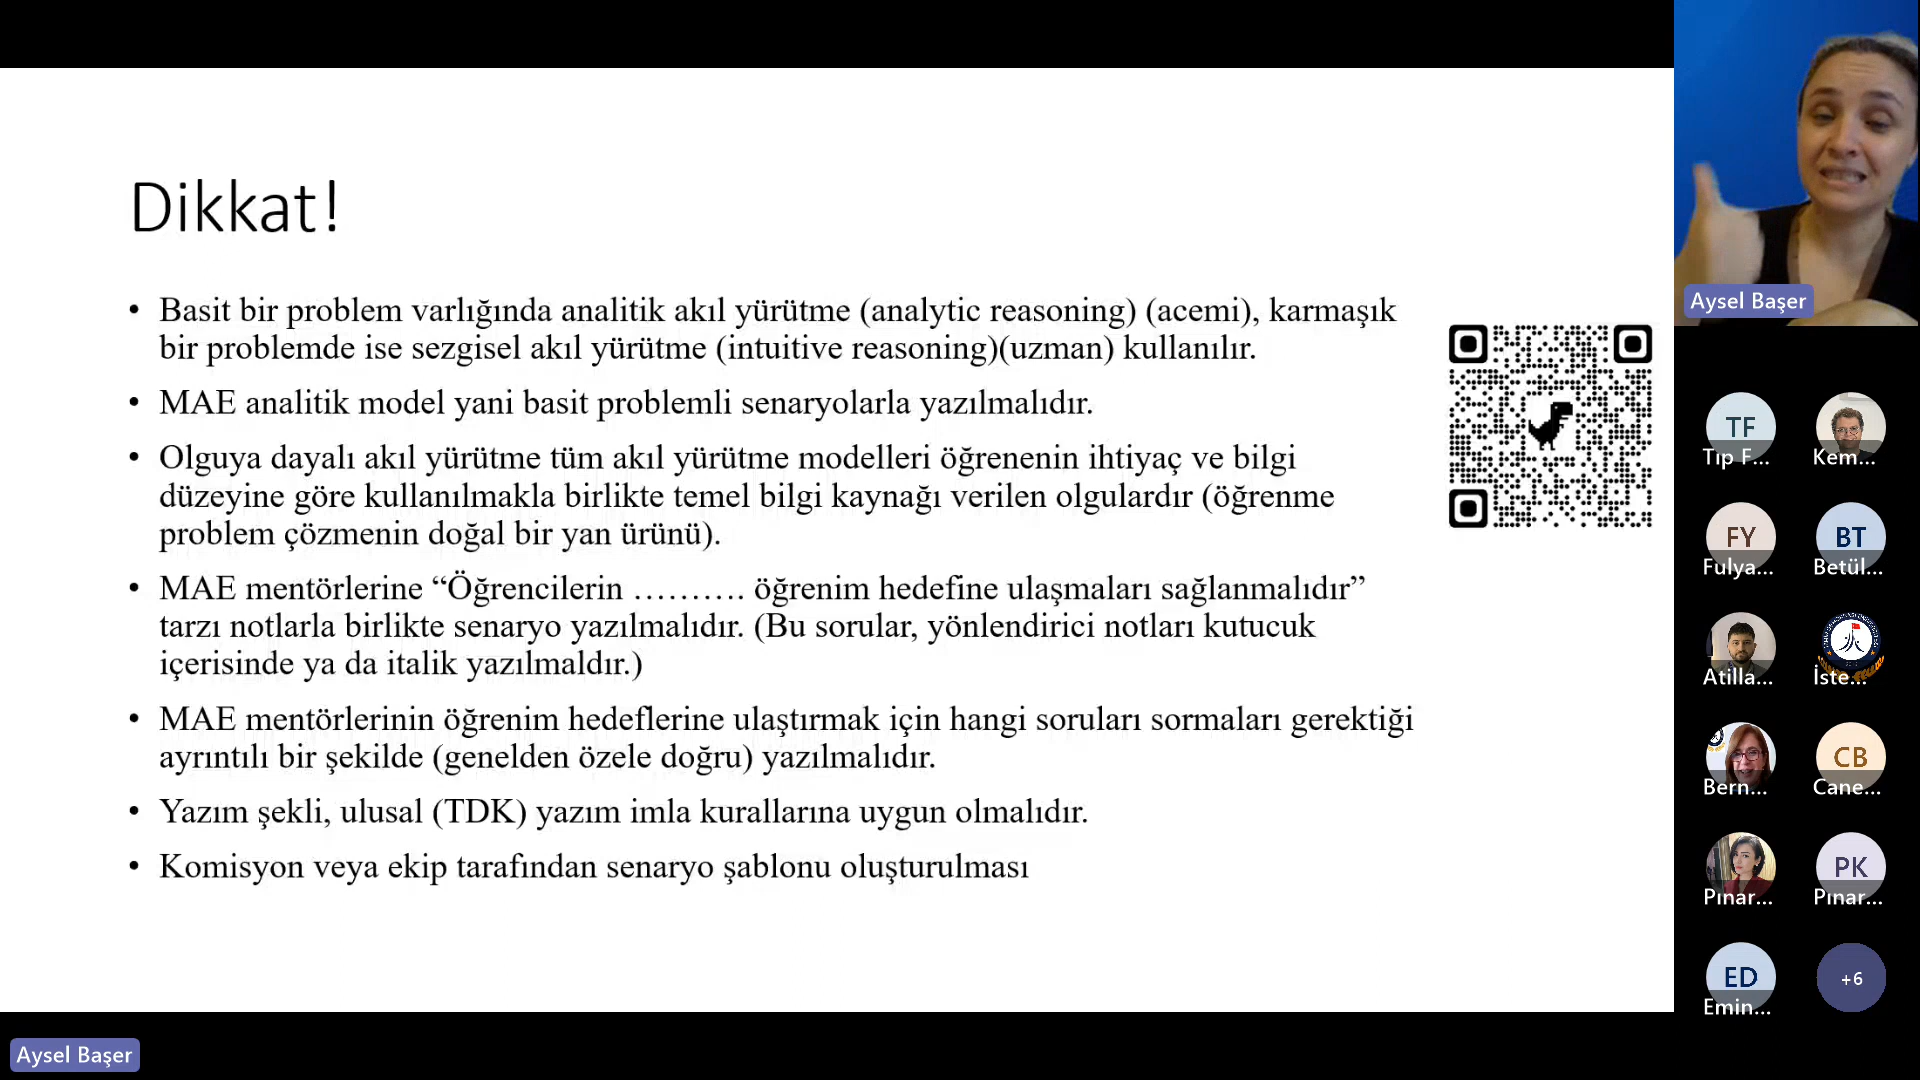 Dikkat!
• Basit bir problem varlığında analitik akıl yürütme (analytic reasoning) (acemi), karmaşık
bir problemde ise sezgisel akıl yürütme (intuitive reasoning)(uzman) kullanılır.
• MAE analitik model yani basit problemli senaryolarla yazılmalıdır.
• Olguya dayalı akıl yürütme tüm akıl yürütme modelleri öğrenenin ihtiyaç ve bilgi
düzeyine göre kullanılmakla birlikte temel bilgi kaynağı verilen olgulardır (öğrenme
problem çözmenin doğal bir yan ürünü).
• MAE mentörlerine “Öğrencilerin ………. öğrenim hedefine ulaşmaları sağlanmalıdır”
tarzı notlarla birlikte senaryo yazılmalıdır. (Bu sorular, yönlendirici notları kutucuk
içerisinde ya da italik yazılmaldır.)
• MAE mentörlerinin öğrenim hedeflerine ulaştırmak için hangi soruları sormaları gerektiği
ayrıntılı bir şekilde (genelden özele doğru) yazılmalıdır.
• Yazım şekli, ulusal (TDK) yazım imla kurallarına uygun olmalıdır.
• Komisyon veya ekip tarafından senaryo şablonu oluşturulması
Aysel Başer
TF
Tıp F... Kem...
FY BT
Fulya... Betül...
Atilla... İste...
CB
Bern... Cane...
PK
Pınar... Pınar...
ED +6
Emin...
Aysel Başer